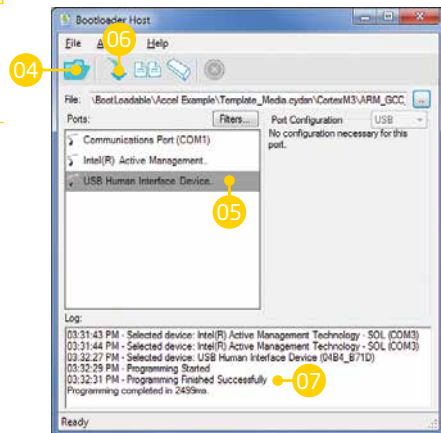 Bootloader Host
File A Help
06
04
File: \BootLoadable\Accel Example\Template_Media.cydsn\CortexM3\ARM_GCC_ ...
Ports: Filters... Port Configuration USB
Communications Port (COM1)
No configuration necessary for this
port.
Intel(R) Active Management..
USB Human Interface Device..
05
Log:
03:31:43 PM - Selected device: Intel(R) Active Management Technology - SOL (COM3)
03:31:44 PM - Selected device: Intel(R) Active Management Technology - SOL (COM3)
03:32:27 PM - Selected device: USB Human Interface Device (04B4_B71D)
03:32:29 PM - Programming Started
03:32:31 PM - Programming Finished Successfully
07
Programming completed in 2499ms.
Ready